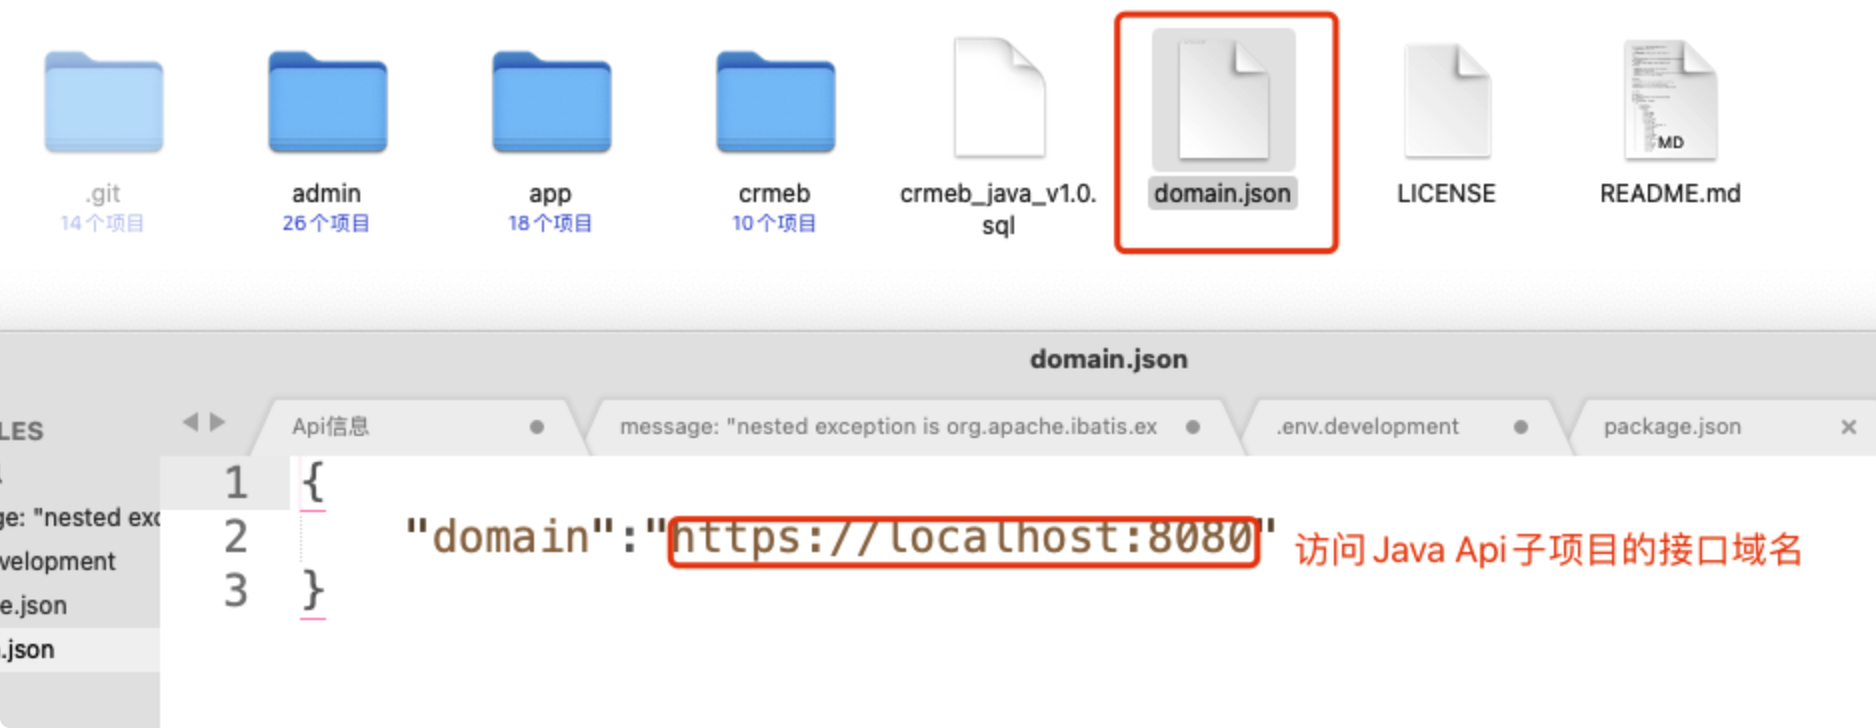 .git
14个项目
admin
26个项目
app
18个项目
crmeb
10个项目
crmeb_java_v1.0.
sql
domain.json
LICENSE
MD
README.md
domain.json
LES
Api信息
message: "nested exception is org.apache.ibatis.ex
.env.development
package.json
ge: "nested exc
velopment
e.json
.json
1 {
2 "domain":"https://localhost:8080" 访问 Java Api 子项目的接口域名
3 }